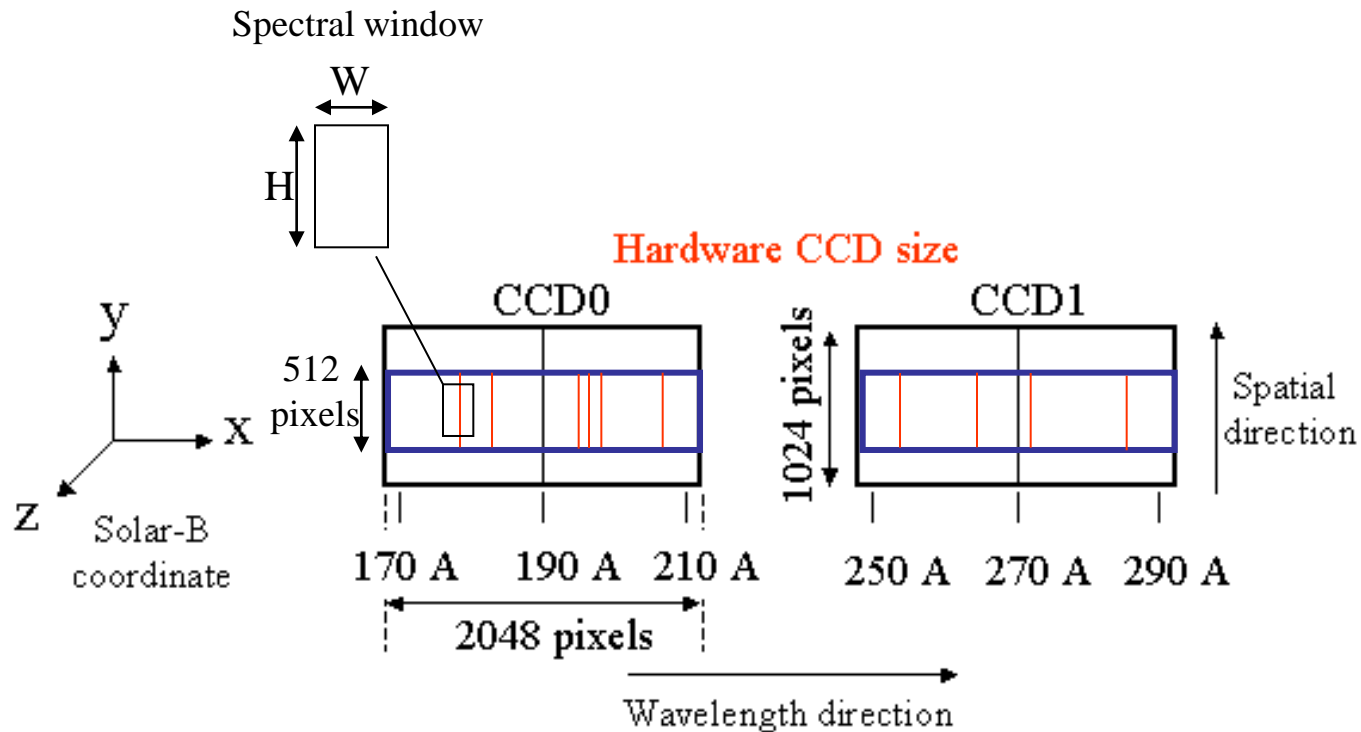 Spectral window
W
H
Hardware CCD size
CCD0
CCD1
y
x
z
Solar-B
coordinate
512
pixels
1024 pixels
Spatial
direction
170 A
190 A
210 A
250 A
270 A
290 A
2048 pixels
Wavelength direction